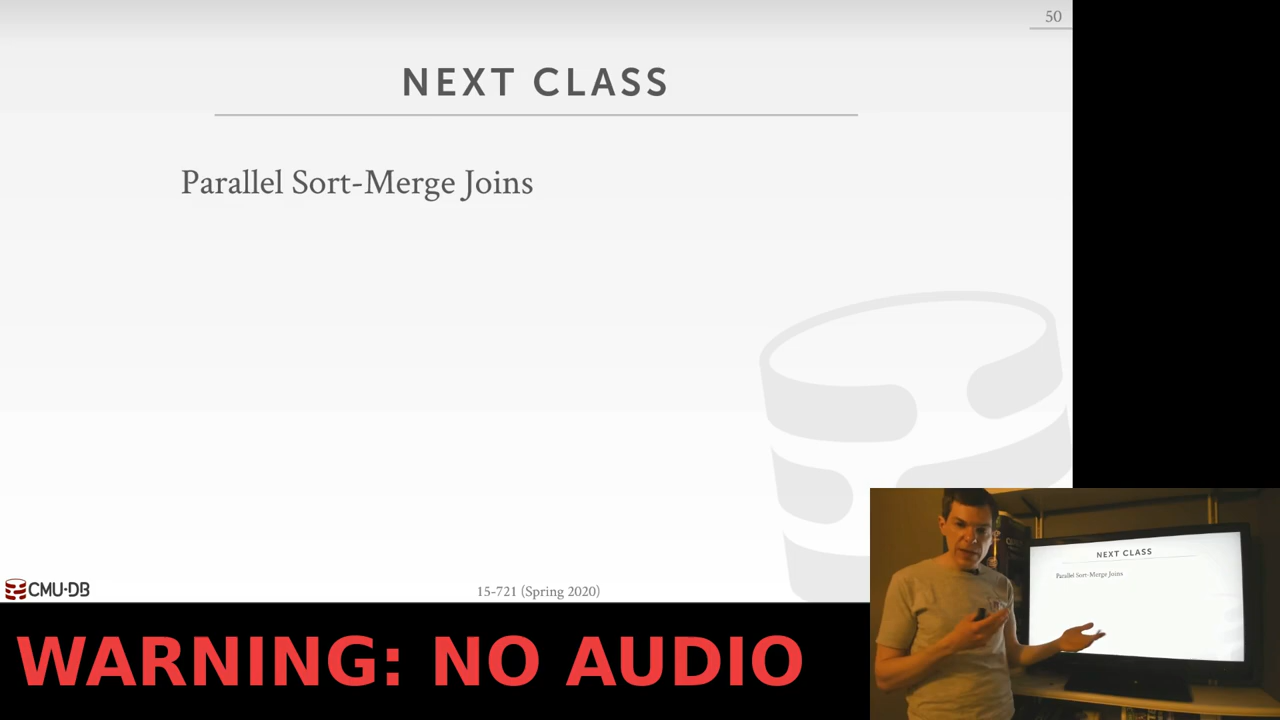 50
NEXT CLASS
Parallel Sort-Merge Joins
CMU·DB
15-721 (Spring 2020)
WARNING: NO AUDIO
NEXT CLASS
Parallel Sort-Merge Joins